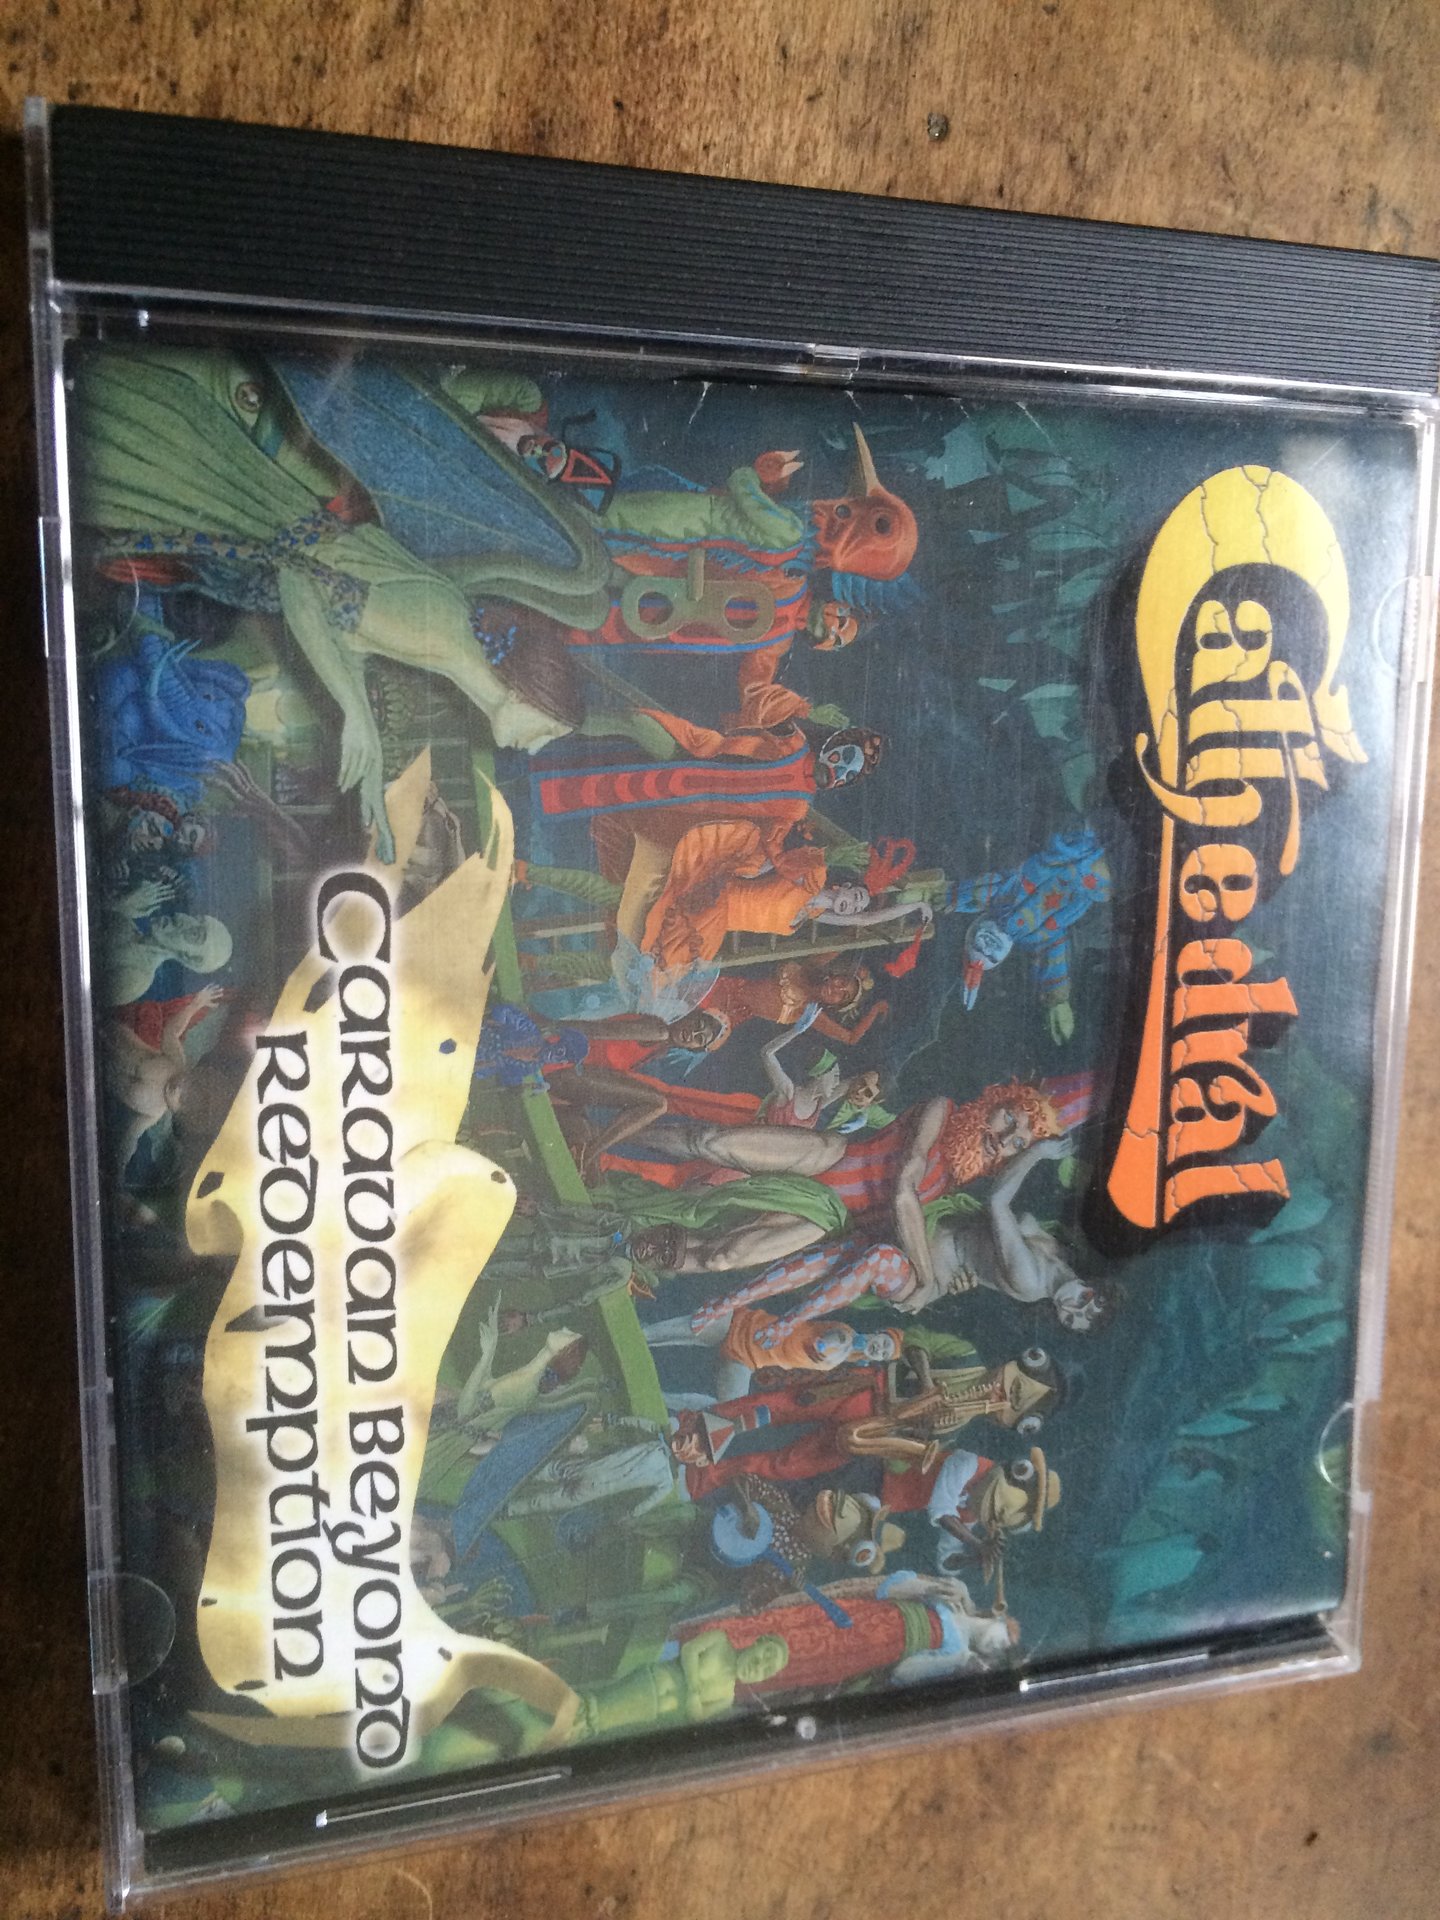 Cathedral
Caravan Beyond
Redemption